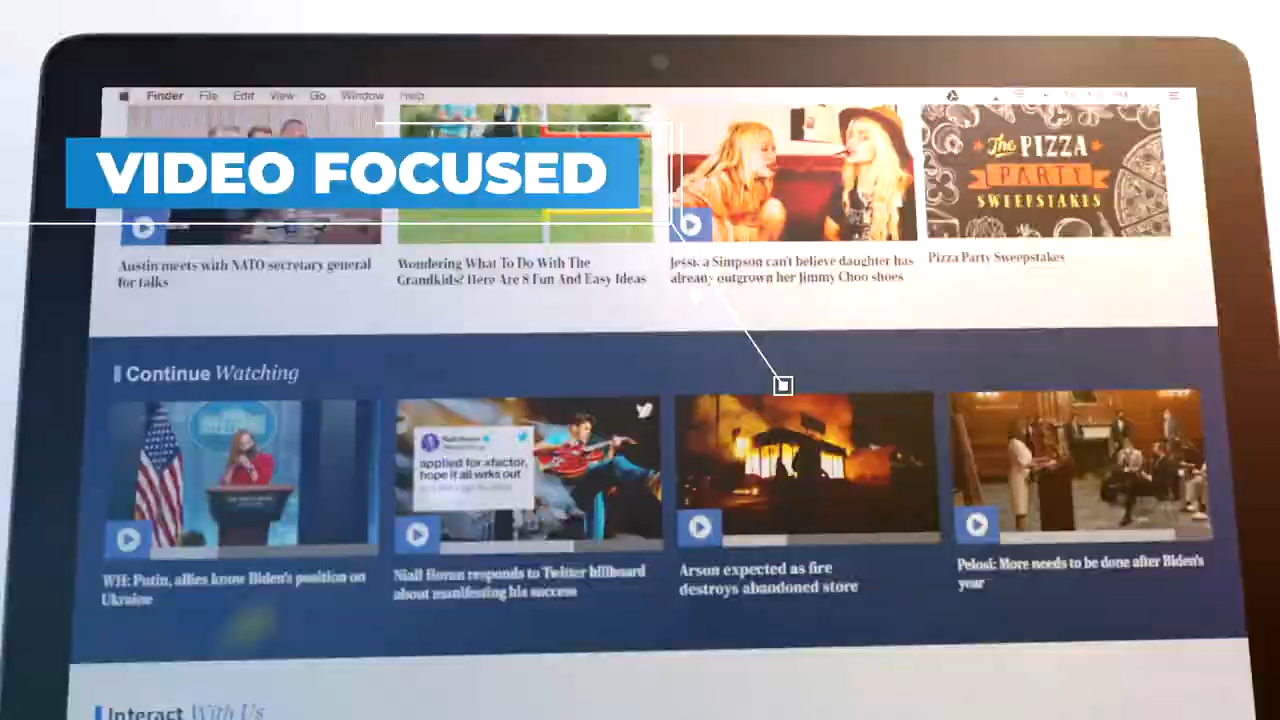 Finder File Edit View Go Window Help
VIDEO FOCUSED
The PIZZA
PARTY
SWEEPSTAKES
Austin meets with NATO secretary general
for talks
Wondering What To Do With The
Grandkids? Here Are 8 Fun And Easy Ideas
Jessica Simpson can't believe daughter has
already outgrown her Jimmy Choo shoes
Pizza Party Sweepstakes
Continue Watching
applied for xfactor,
hope it all wrks out
WH: Putin, allies know Biden's position on
Ukraine
Niall Horan responds to Twitter billboard
about manifesting his success
Arson expected as fire
destroys abandoned store
Pelosi: More needs to be done after Biden's
year
Interact With Us